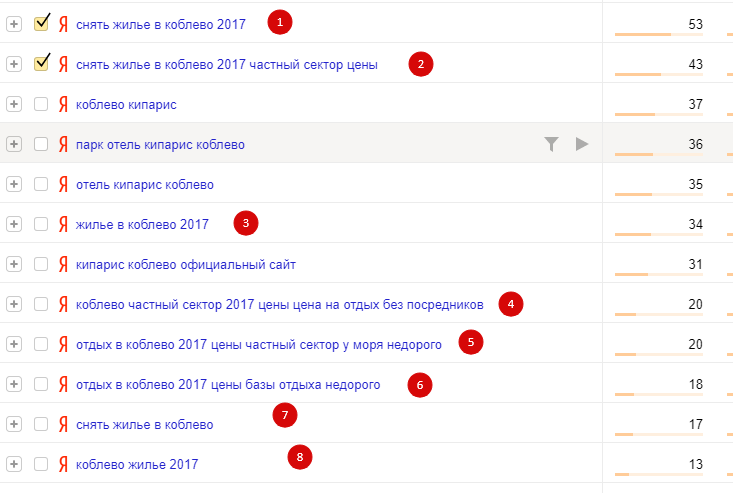 Я снять жилье в коблево 2017 1 53
Я снять жилье в коблево 2017 частный сектор цены 2 43
Я коблево кипарис 37
Я парк отель кипарис коблево 36
Я отель кипарис коблево 35
Я жилье в коблево 2017 3 34
Я кипарис коблево официальный сайт 31
Я коблево частный сектор 2017 цены цена на отдых без посредников 4 20
Я отдых в коблево 2017 цены частный сектор у моря недорого 5 20
Я отдых в коблево 2017 цены базы отдыха недорого 6 18
Я снять жилье в коблево 7 17
Я коблево жилье 2017 8 13